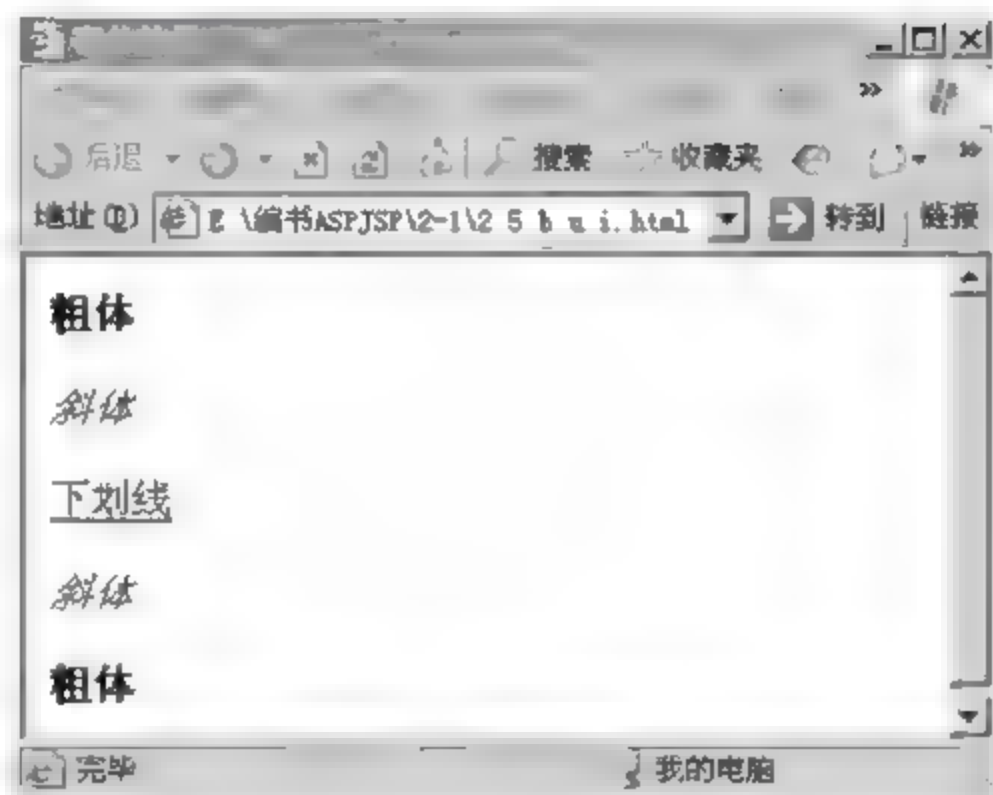 后退 搜索 收藏夹
地址(D) E \编书ASPJSP\2-1\2 5 b u i.html 转到 链接
粗体
斜体
下划线
斜体
粗体
完毕 我的电脑